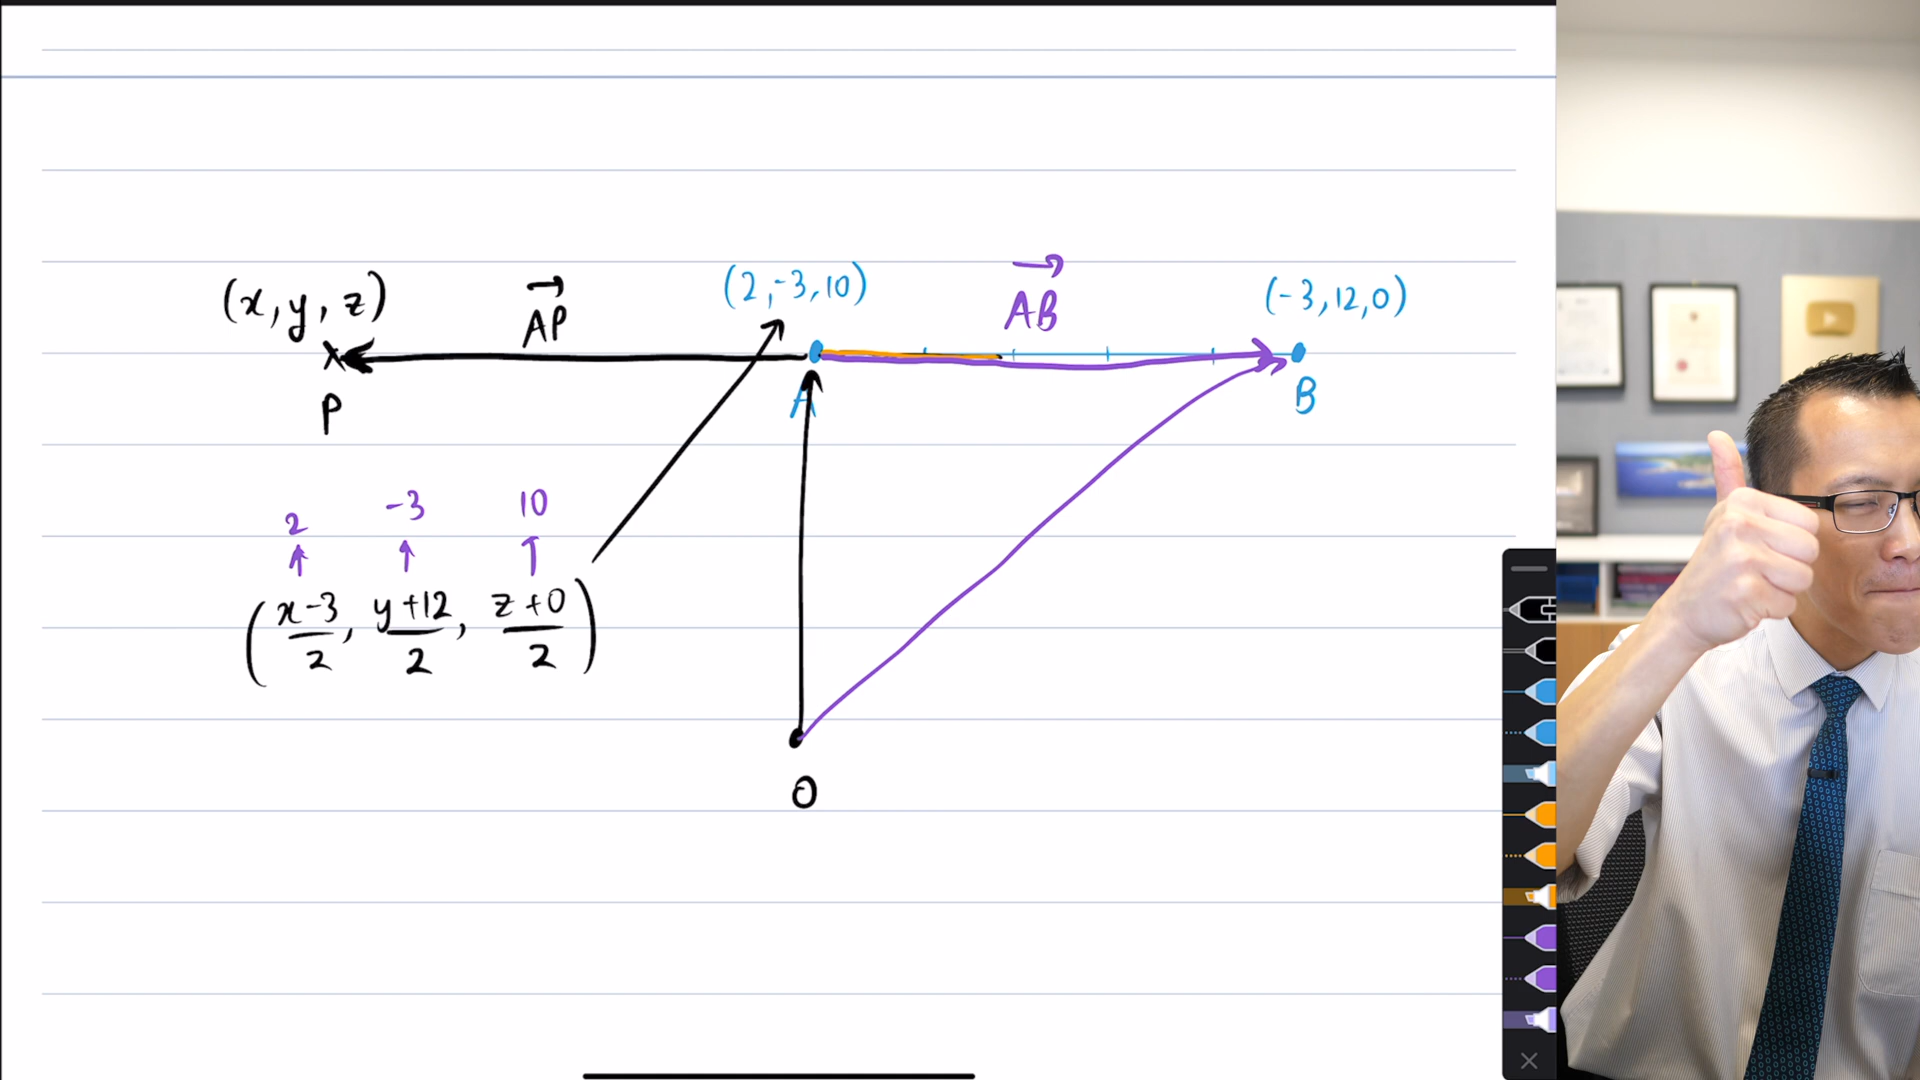 (x, y, z)
AP
(2, -3, 10)
AB
(-3, 12, 0)
P
A
B
2 -3 10
(x-3/2, y+12/2, z+0/2)
O